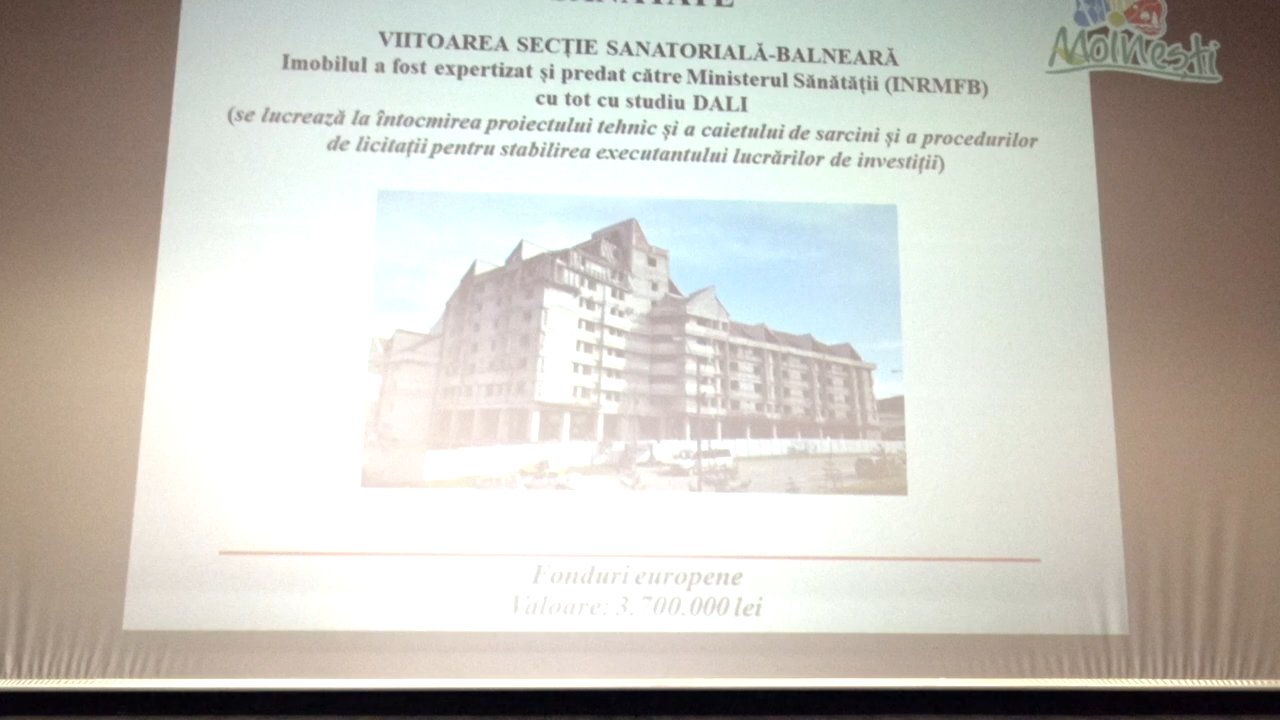 SĂNĂTATE
VIITOAREA SECȚIE SANATORIALĂ-BALNEARĂ
Imobilul a fost expertizat și predat către Ministerul Sănătății (INRMFB)
cu tot cu studiu DALI
(se lucrează la întocmirea proiectului tehnic și a caietului de sarcini și a procedurilor
de licitații pentru stabilirea executantului lucrărilor de investiții)
Fonduri europene
Valoare: 3.700.000 lei